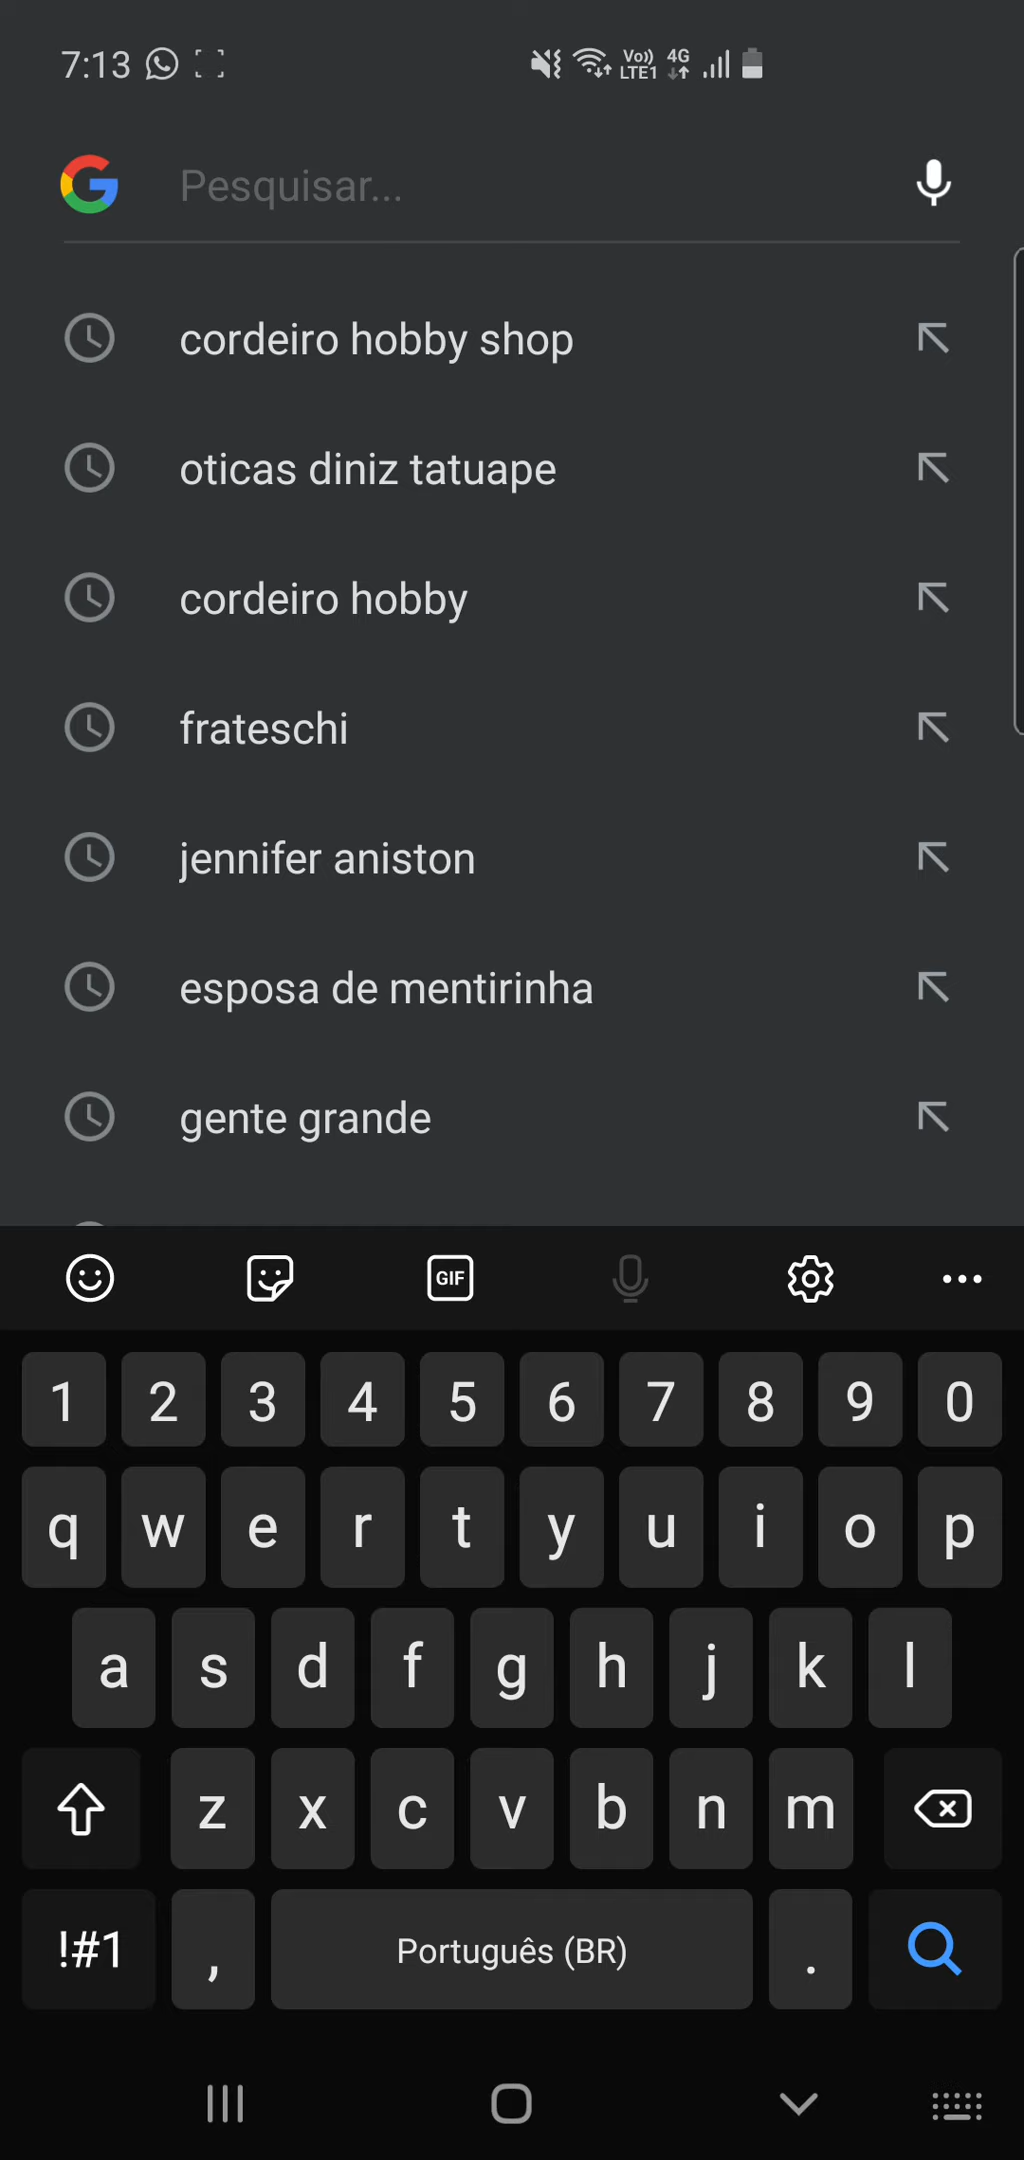 7:13 Vo)) LTE1 4G
Pesquisar...
cordeiro hobby shop
oticas diniz tatuape
cordeiro hobby
frateschi
jennifer aniston
esposa de mentirinha
gente grande
GIF
1 2 3 4 5 6 7 8 9 0
q w e r t y u i o p
a s d f g h j k l
z x c v b n m
!#1 , Português (BR) .